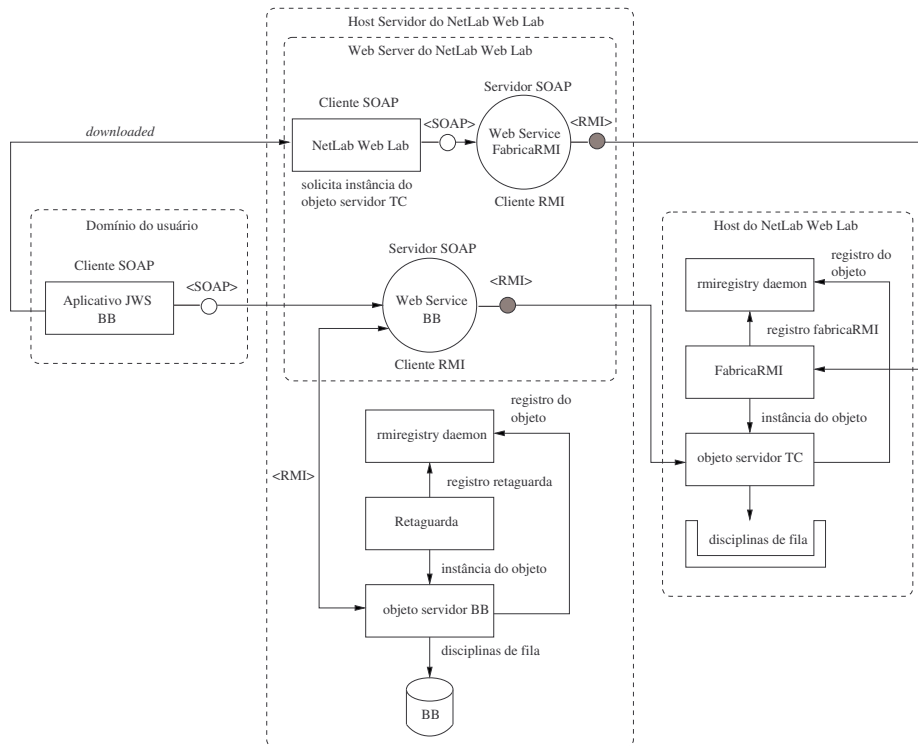 Host Servidor do NetLab Web Lab
Web Server do NetLab Web Lab
Servidor SOAP
Cliente SOAP
<SOAP>
<RMI>
downloaded
NetLab Web Lab
Web Service
FabricaRMI
solicita instância do
objeto servidor TC
Cliente RMI
Domínio do usuário
Cliente SOAP
<SOAP>
Aplicativo JWS
BB
Servidor SOAP
<RMI>
Web Service
BB
Cliente RMI
Host do NetLab Web Lab
registro do
objeto
rmiregistry daemon
registro fabricaRMI
FabricaRMI
instância do objeto
objeto servidor TC
disciplinas de fila
registro do
objeto
rmiregistry daemon
<RMI>
registro retaguarda
Retaguarda
instância do objeto
objeto servidor BB
disciplinas de fila
BB